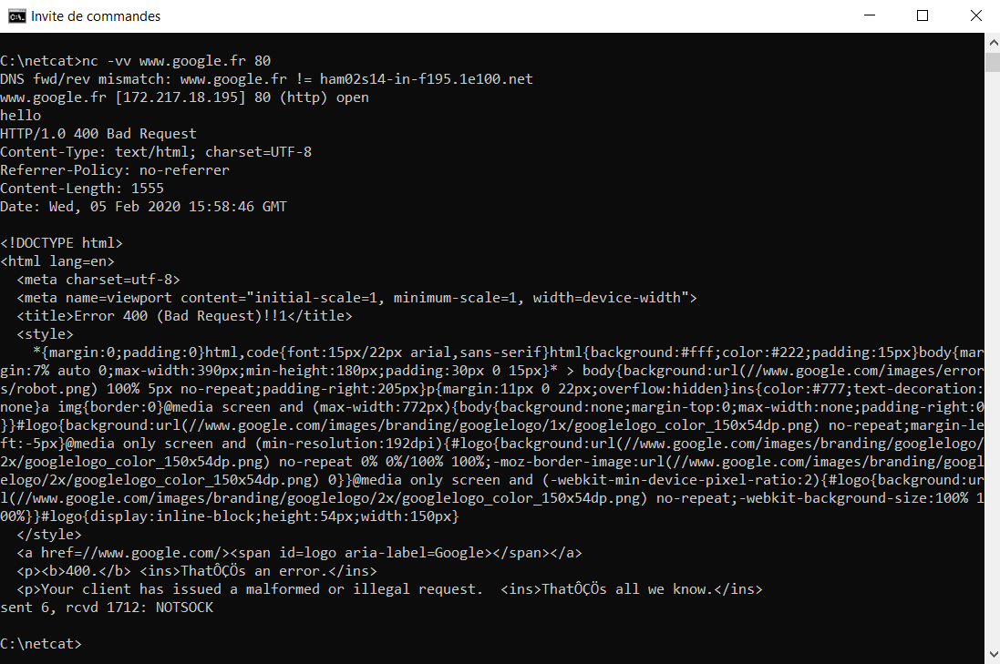 Invite de commandes
C:\netcat>nc -vv www.google.fr 80
DNS fwd/rev mismatch: www.google.fr != ham02s14-in-f195.1e100.net
www.google.fr [172.217.18.195] 80 (http) open
hello
HTTP/1.0 400 Bad Request
Content-Type: text/html; charset=UTF-8
Referrer-Policy: no-referrer
Content-Length: 1555
Date: Wed, 05 Feb 2020 15:58:46 GMT

<!DOCTYPE html>
<html lang=en>
  <meta charset=utf-8>
  <meta name=viewport content="initial-scale=1, minimum-scale=1, width=device-width">
  <title>Error 400 (Bad Request)!!1</title>
  <style>
    *{margin:0;padding:0}html,code{font:15px/22px arial,sans-serif}html{background:#fff;color:#222;padding:15px}body{mar
gin:7% auto 0;max-width:390px;min-height:180px;padding:30px 0 15px}* > body{background:url(//www.google.com/images/error
s/robot.png) 100% 5px no-repeat;padding-right:205px}p{margin:11px 0 22px;overflow:hidden}ins{color:#777;text-decoration:
none}a img{border:0}@media screen and (max-width:772px){body{background:none;margin-top:0;max-width:none;padding-right:0
}}#logo{background:url(//www.google.com/images/branding/googlelogo/1x/googlelogo_color_150x54dp.png) no-repeat;margin-le
ft:-5px}@media only screen and (min-resolution:192dpi){#logo{background:url(//www.google.com/images/branding/googlelogo/
2x/googlelogo_color_150x54dp.png) no-repeat 0% 0%/100% 100%;-moz-border-image:url(//www.google.com/images/branding/googl
elogo/2x/googlelogo_color_150x54dp.png) 0}}@media only screen and (-webkit-min-device-pixel-ratio:2){#logo{background:ur
l(//www.google.com/images/branding/googlelogo/2x/googlelogo_color_150x54dp.png) no-repeat;-webkit-background-size:100% 1
00%}}#logo{display:inline-block;height:54px;width:150px}
  </style>
  <a href=//www.google.com/><span id=logo aria-label=Google></span></a>
  <p><b>400.</b> <ins>ThatÔÇÖs an error.</ins>
  <p>Your client has issued a malformed or illegal request.  <ins>ThatÔÇÖs all we know.</ins>
sent 6, rcvd 1712: NOTSOCK

C:\netcat>